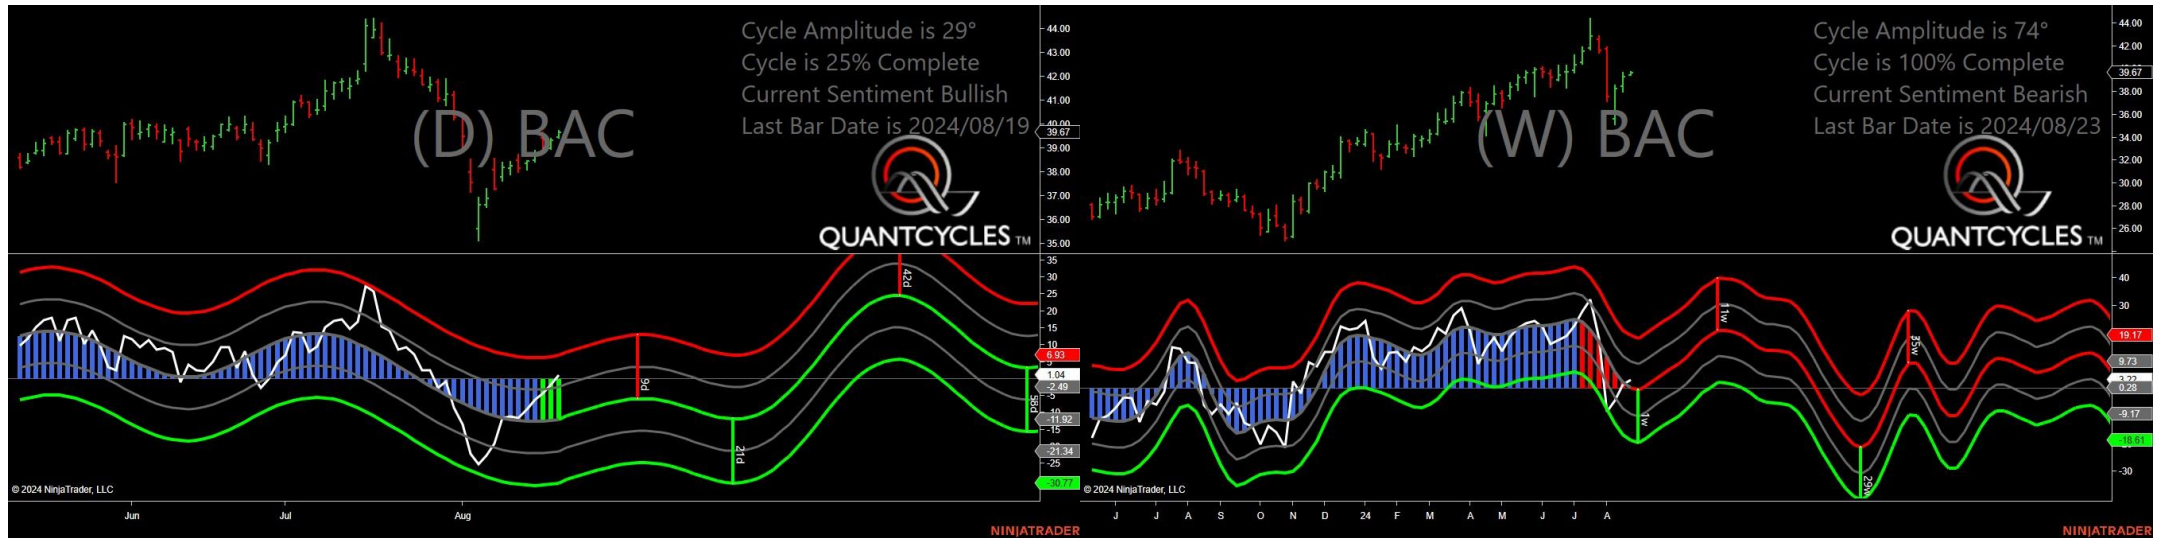 Cycle Amplitude is 29°
Cycle is 25% Complete
Current Sentiment Bullish
Last Bar Date is 2024/08/19
(D) BAC
QUANTCYCLES TM
44.00
43.00
42.00
41.00
40.00
39.67
39.00
38.00
37.00
36.00
35.00
35
30
25
20
15
10
6.93
1.04
-2.49
-5
-11.92
-15
-21.34
-25
-30.77
9d
21d
42d
58d
© 2024 NinjaTrader, LLC
Jun
Jul
Aug
NINJATRADER
Cycle Amplitude is 74°
Cycle is 100% Complete
Current Sentiment Bearish
Last Bar Date is 2024/08/23
(W) BAC
QUANTCYCLES TM
44.00
42.00
39.67
38.00
36.00
34.00
32.00
30.00
28.00
26.00
40
30
19.17
9.73
0.28
-9.17
-18.61
-30
1w
11w
29w
35w
© 2024 NinjaTrader, LLC
J
J
A
S
O
N
D
24
F
M
A
M
J
J
A
NINJATRADER